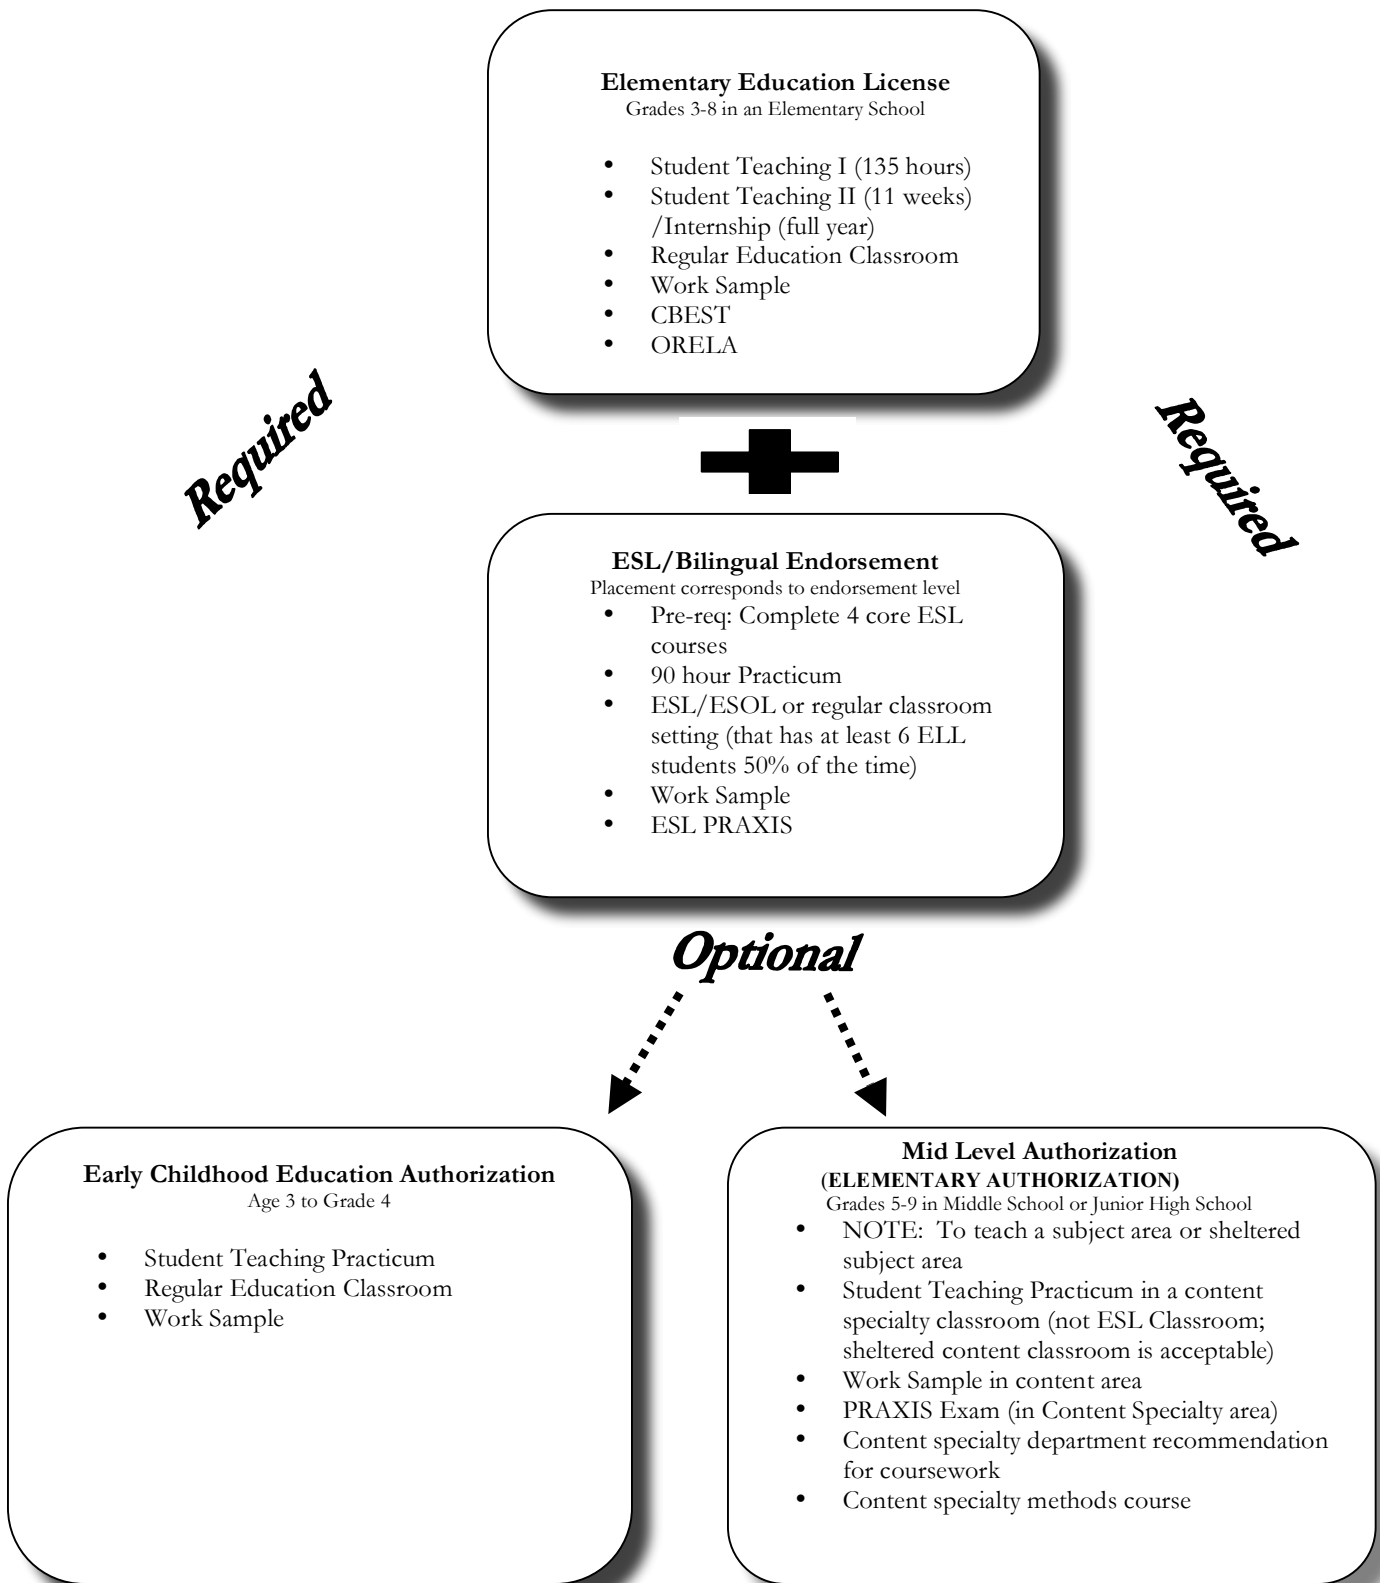 Elementary Education License
Grades 3-8 in an Elementary School
• Student Teaching I (135 hours)
• Student Teaching II (11 weeks)
/Internship (full year)
• Regular Education Classroom
• Work Sample
• CBEST
• ORELA
Required
Required
ESL/Bilingual Endorsement
Placement corresponds to endorsement level
• Pre-req: Complete 4 core ESL
courses
• 90 hour Practicum
• ESL/ESOL or regular classroom
setting (that has at least 6 ELL
students 50% of the time)
• Work Sample
• ESL PRAXIS
Optional
Early Childhood Education Authorization
Age 3 to Grade 4
• Student Teaching Practicum
• Regular Education Classroom
• Work Sample
Mid Level Authorization
(ELEMENTARY AUTHORIZATION)
Grades 5-9 in Middle School or Junior High School
• NOTE: To teach a subject area or sheltered
subject area
• Student Teaching Practicum in a content
specialty classroom (not ESL Classroom;
sheltered content classroom is acceptable)
• Work Sample in content area
• PRAXIS Exam (in Content Specialty area)
• Content specialty department recommendation
for coursework
• Content specialty methods course